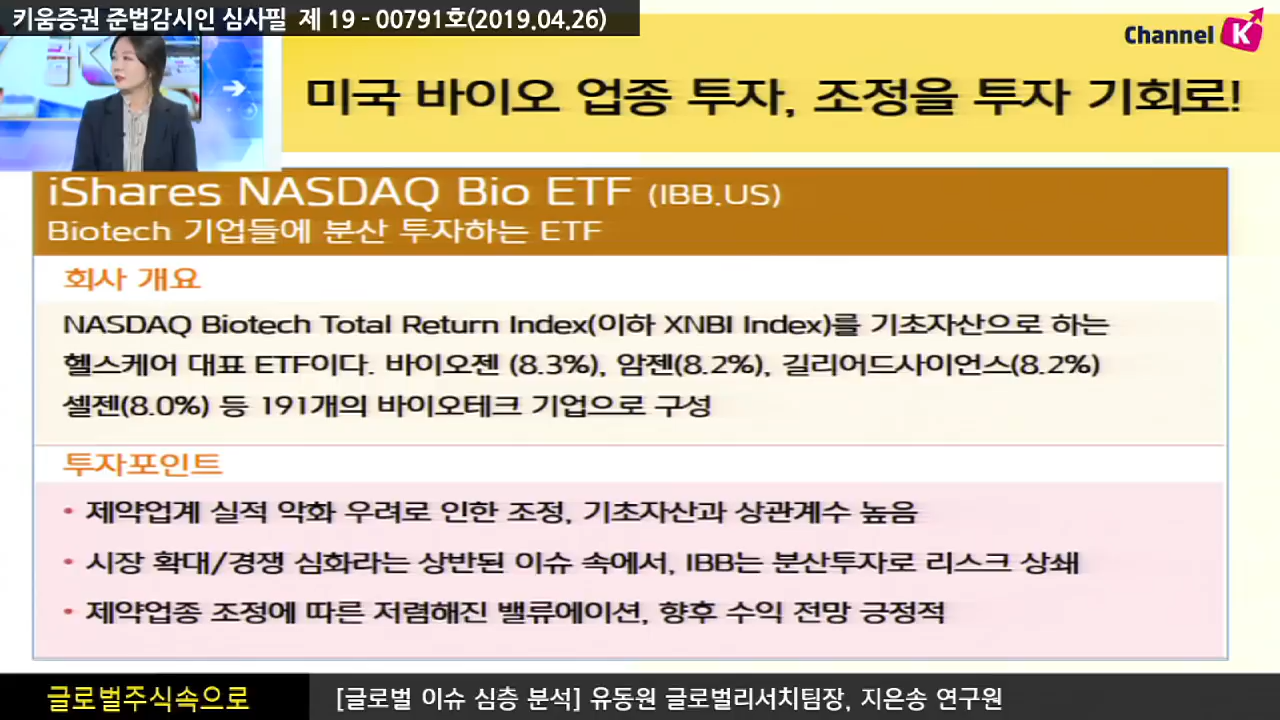 키움증권 준법감시인 심사필 제 19 - 00791호(2019.04.26)
Channel K
미국 바이오 업종 투자, 조정을 투자 기회로!
iShares NASDAQ Bio ETF (IBB.US)
Biotech 기업들에 분산 투자하는 ETF
회사 개요
NASDAQ Biotech Total Return Index(이하 XNBI Index)를 기초자산으로 하는
헬스케어 대표 ETF이다. 바이오젠 (8.3%), 암젠(8.2%), 길리어드사이언스(8.2%)
셀젠(8.0%) 등 191개의 바이오테크 기업으로 구성
투자포인트
• 제약업계 실적 악화 우려로 인한 조정, 기초자산과 상관계수 높음
• 시장 확대/경쟁 심화라는 상반된 이슈 속에서, IBB는 분산투자로 리스크 상쇄
• 제약업종 조정에 따른 저렴해진 밸류에이션, 향후 수익 전망 긍정적
글로벌주식속으로
[글로벌 이슈 심층 분석] 유동원 글로벌리서치팀장, 지은송 연구원